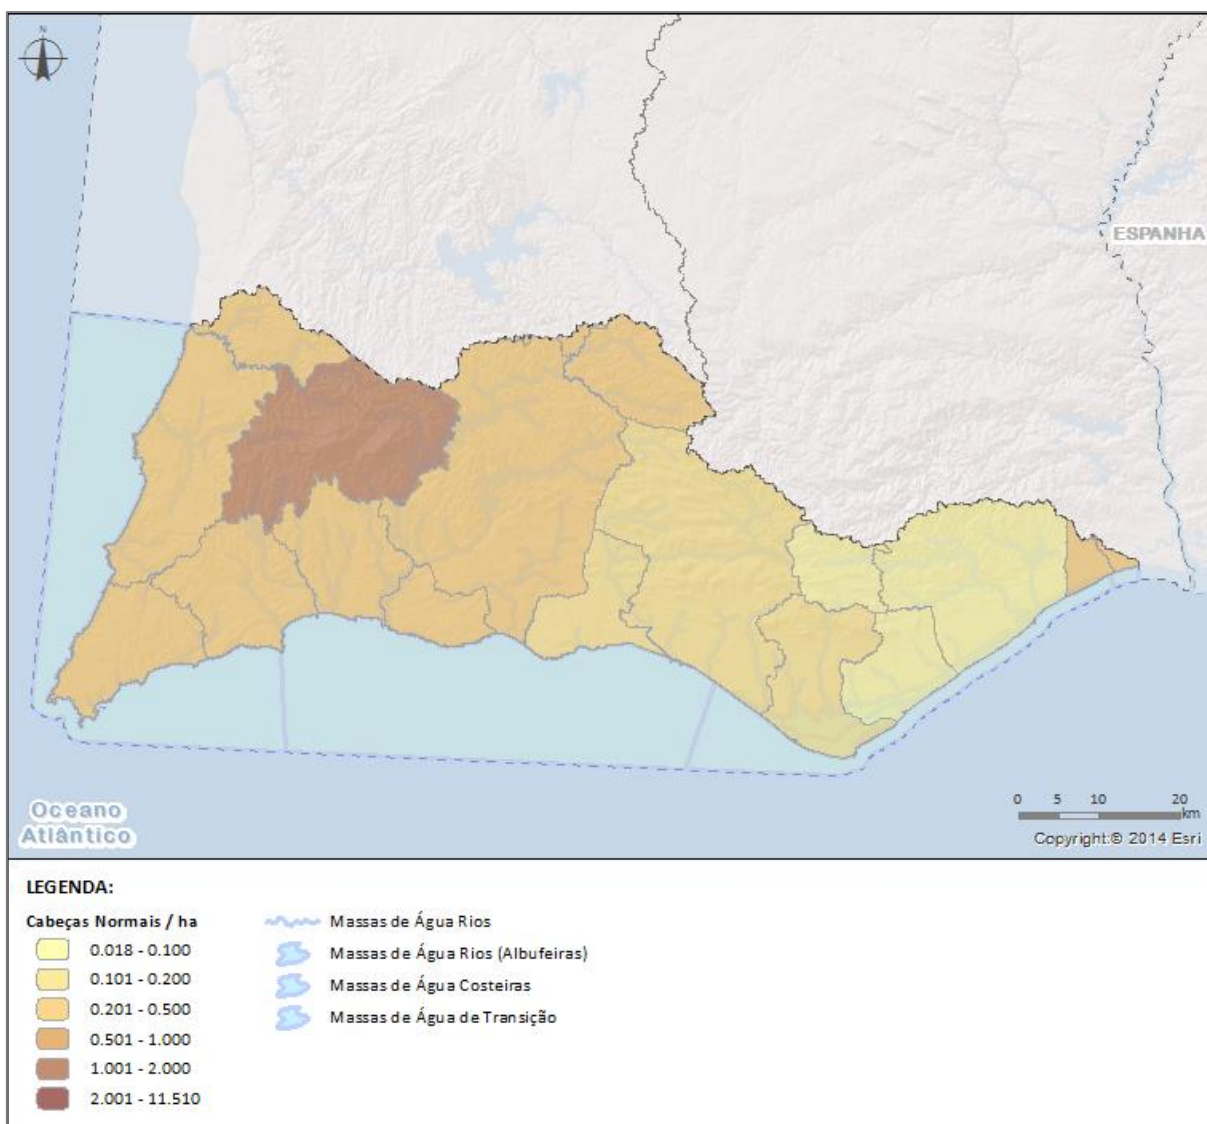 N
ESPANHA
Oceano
Atlântico
0 5 10 20
km
Copyright:© 2014 Esri
LEGENDA:
Cabeças Normais / ha
0.018 - 0.100
0.101 - 0.200
0.201 - 0.500
0.501 - 1.000
1.001 - 2.000
2.001 - 11.510
Massas de Água Rios
Massas de Água Rios (Albufeiras)
Massas de Água Costeiras
Massas de Água de Transição